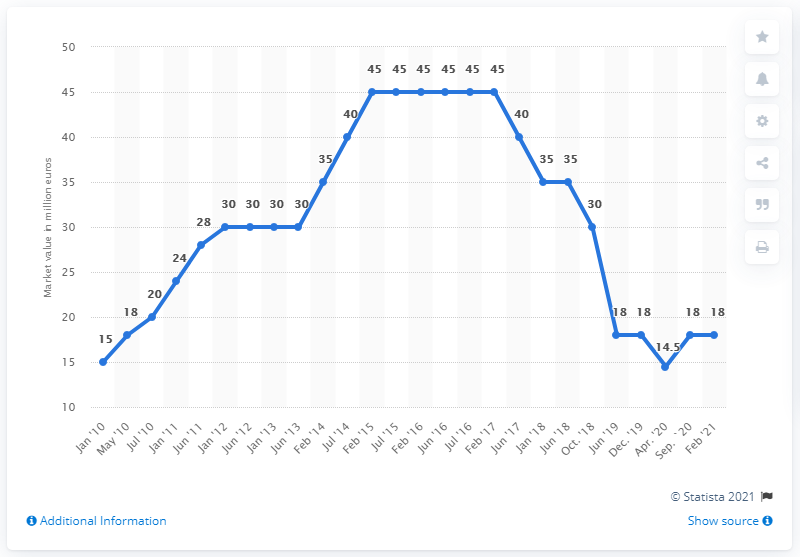 50
45
40
35
30
25
20
15
10
Market value in million euros
15
18
20
24
28
30
30
30
30
35
40
45
45
45
45
45
45
40
35
35
30
18
18
14.5
18
18
Jan '10
May '10
Jul '10
Jan '11
Jun '11
Jan '12
Jun '12
Jan '13
Jun '13
Feb '14
Jul '14
Feb '15
Jul '15
Feb '16
Jun '16
Jul '16
Feb '17
Jun '17
Jan '18
Jun '18
Oct. '18
Jun '19
Dec. '19
Apr. '20
Sep. '20
Feb '21
© Statista 2021
Additional Information
Show source